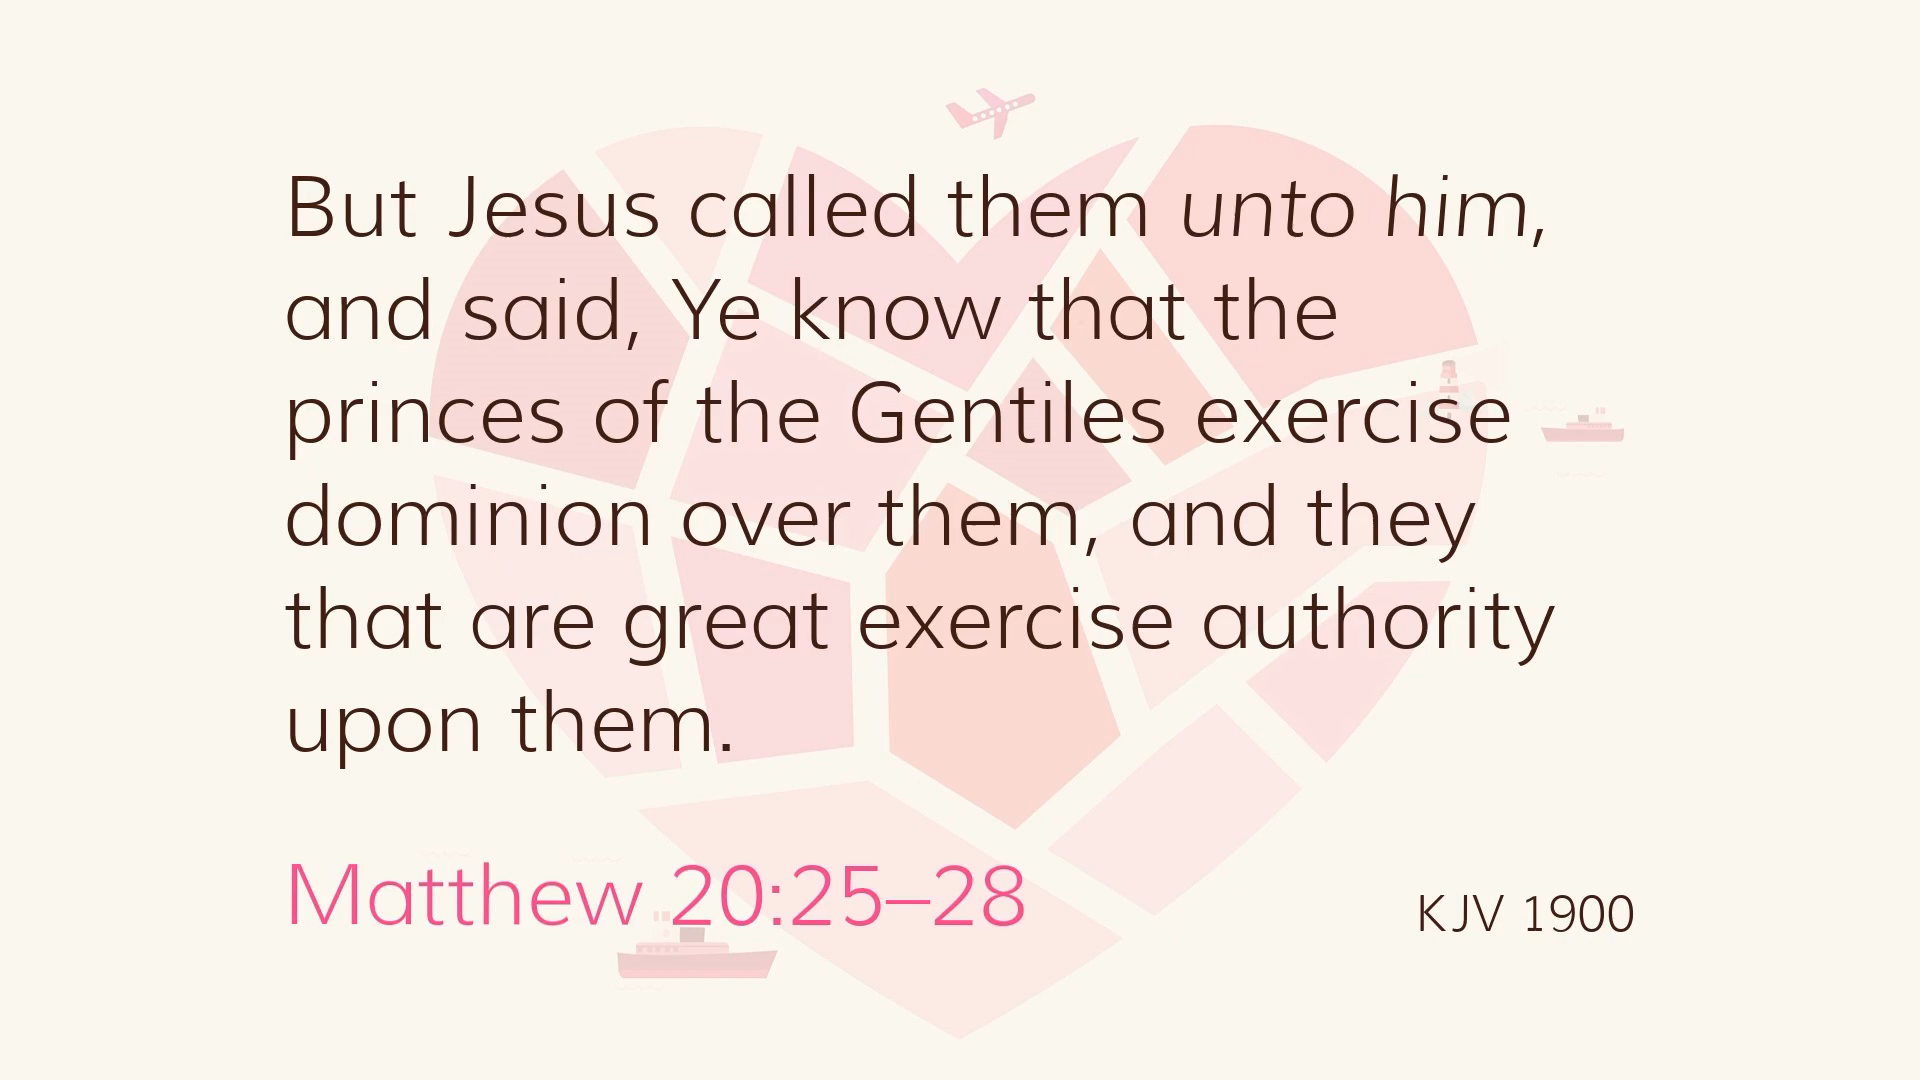 But Jesus called them unto him,
and said, Ye know that the
princes of the Gentiles exercise
dominion over them, and they
that are great exercise authority
upon them.
Matthew 20:25–28
KJV 1900